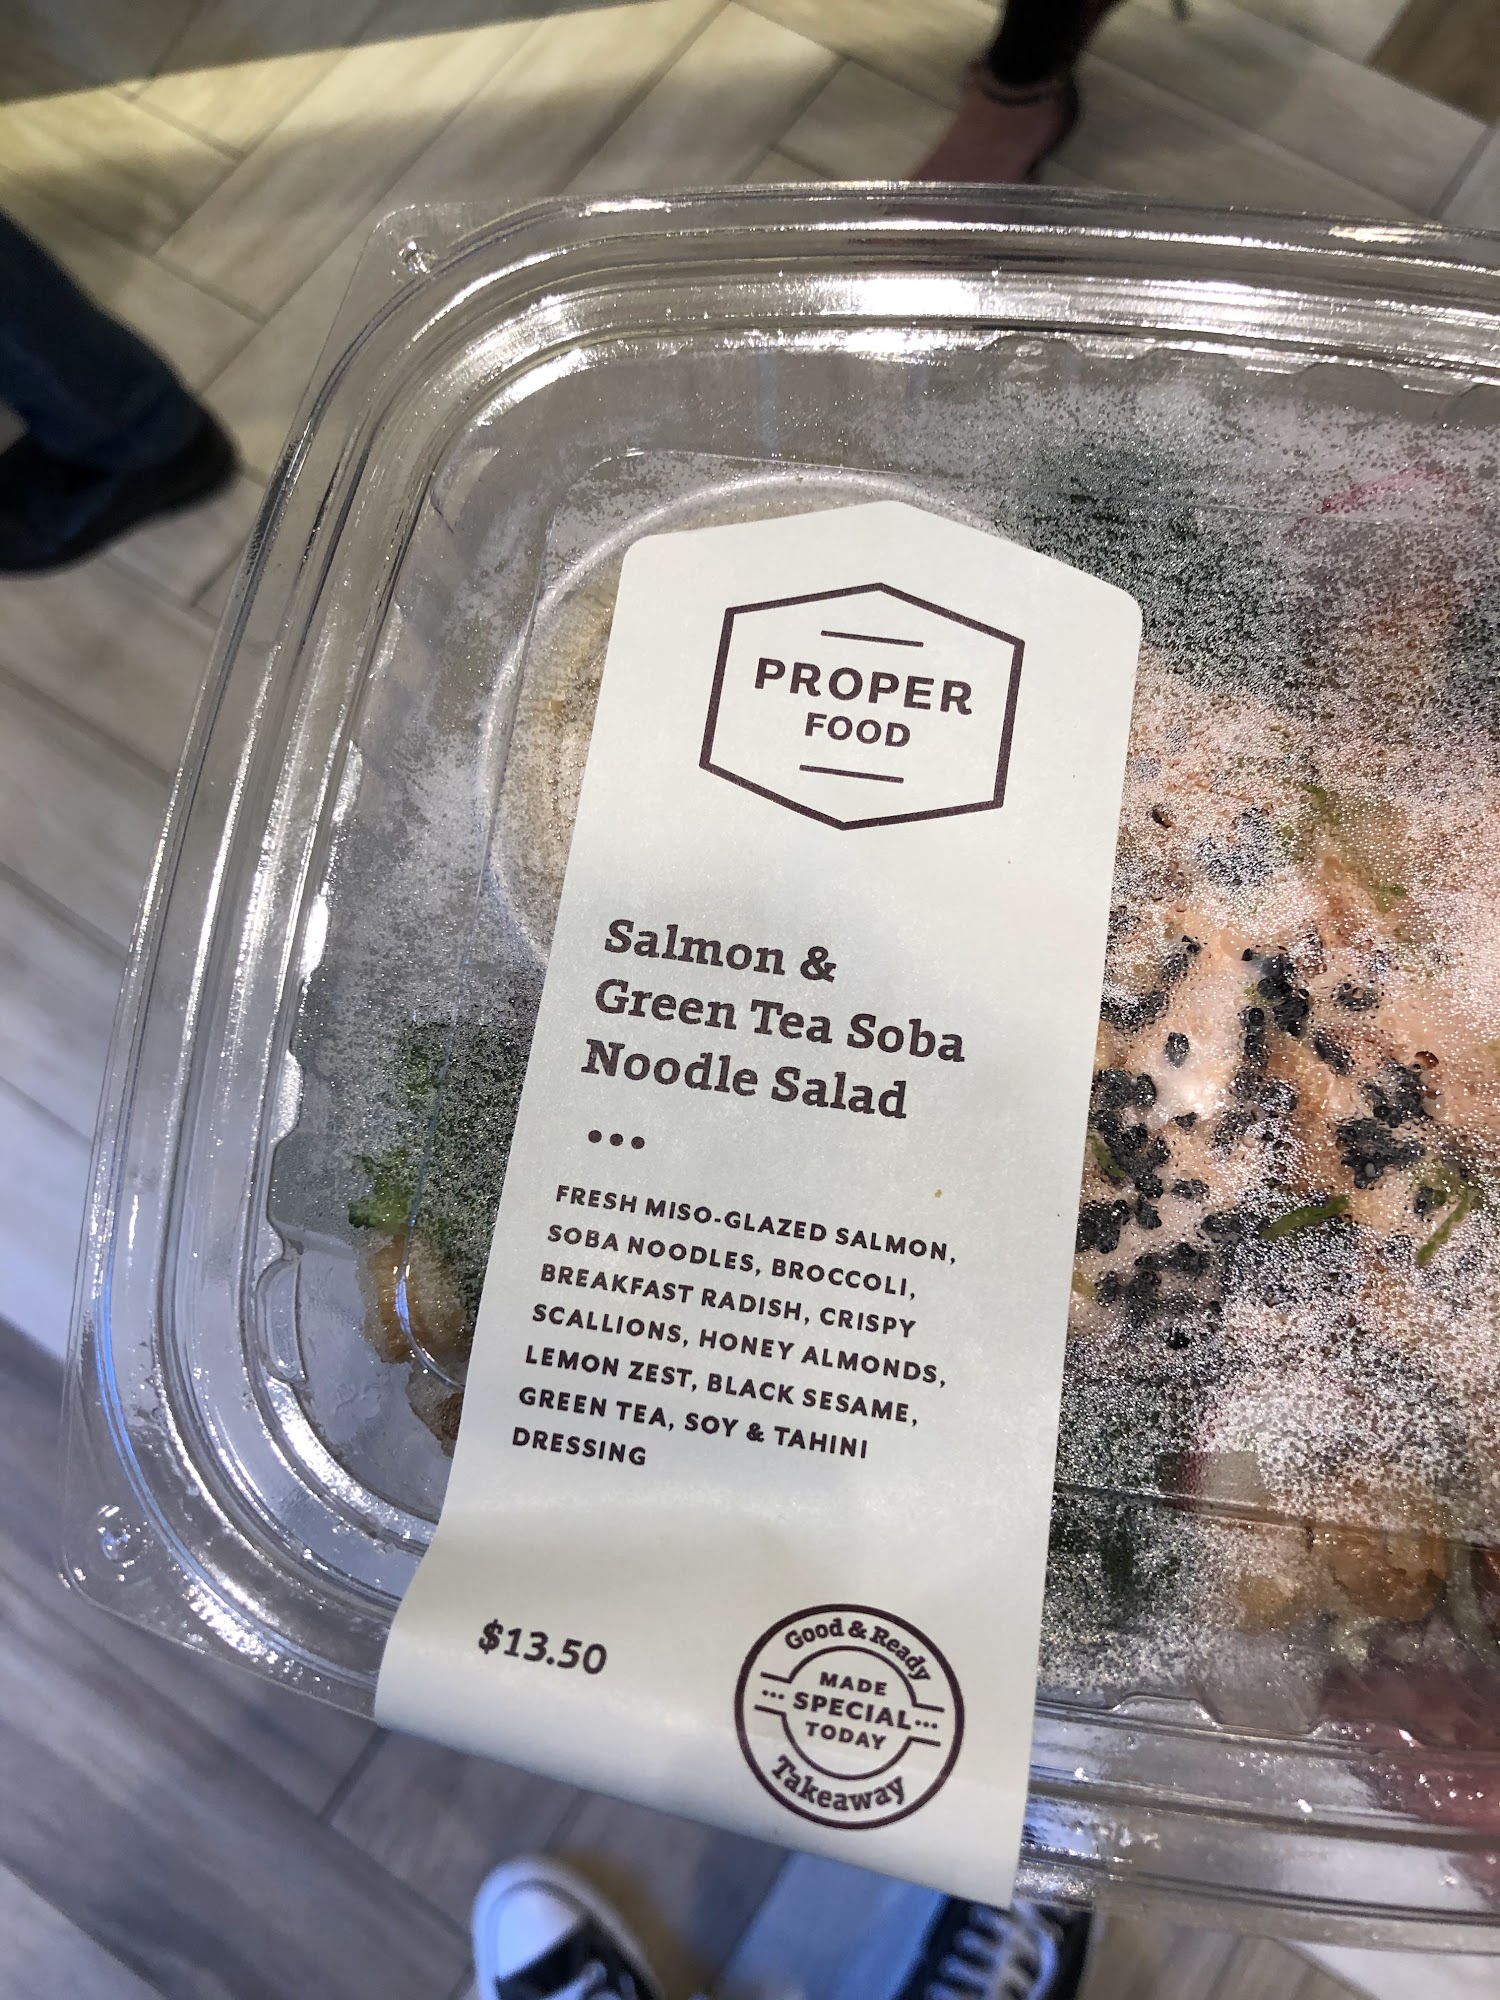 PROPER
FOOD
Salmon &
Green Tea Soba
Noodle Salad
•••
FRESH MISO-GLAZED SALMON,
SOBA NOODLES, BROCCOLI,
BREAKFAST RADISH, CRISPY
SCALLIONS, HONEY ALMONDS,
LEMON ZEST, BLACK SESAME,
GREEN TEA, SOY & TAHINI
DRESSING
$13.50
Good & Ready
MADE
••• SPECIAL •••
TODAY
Takeaway